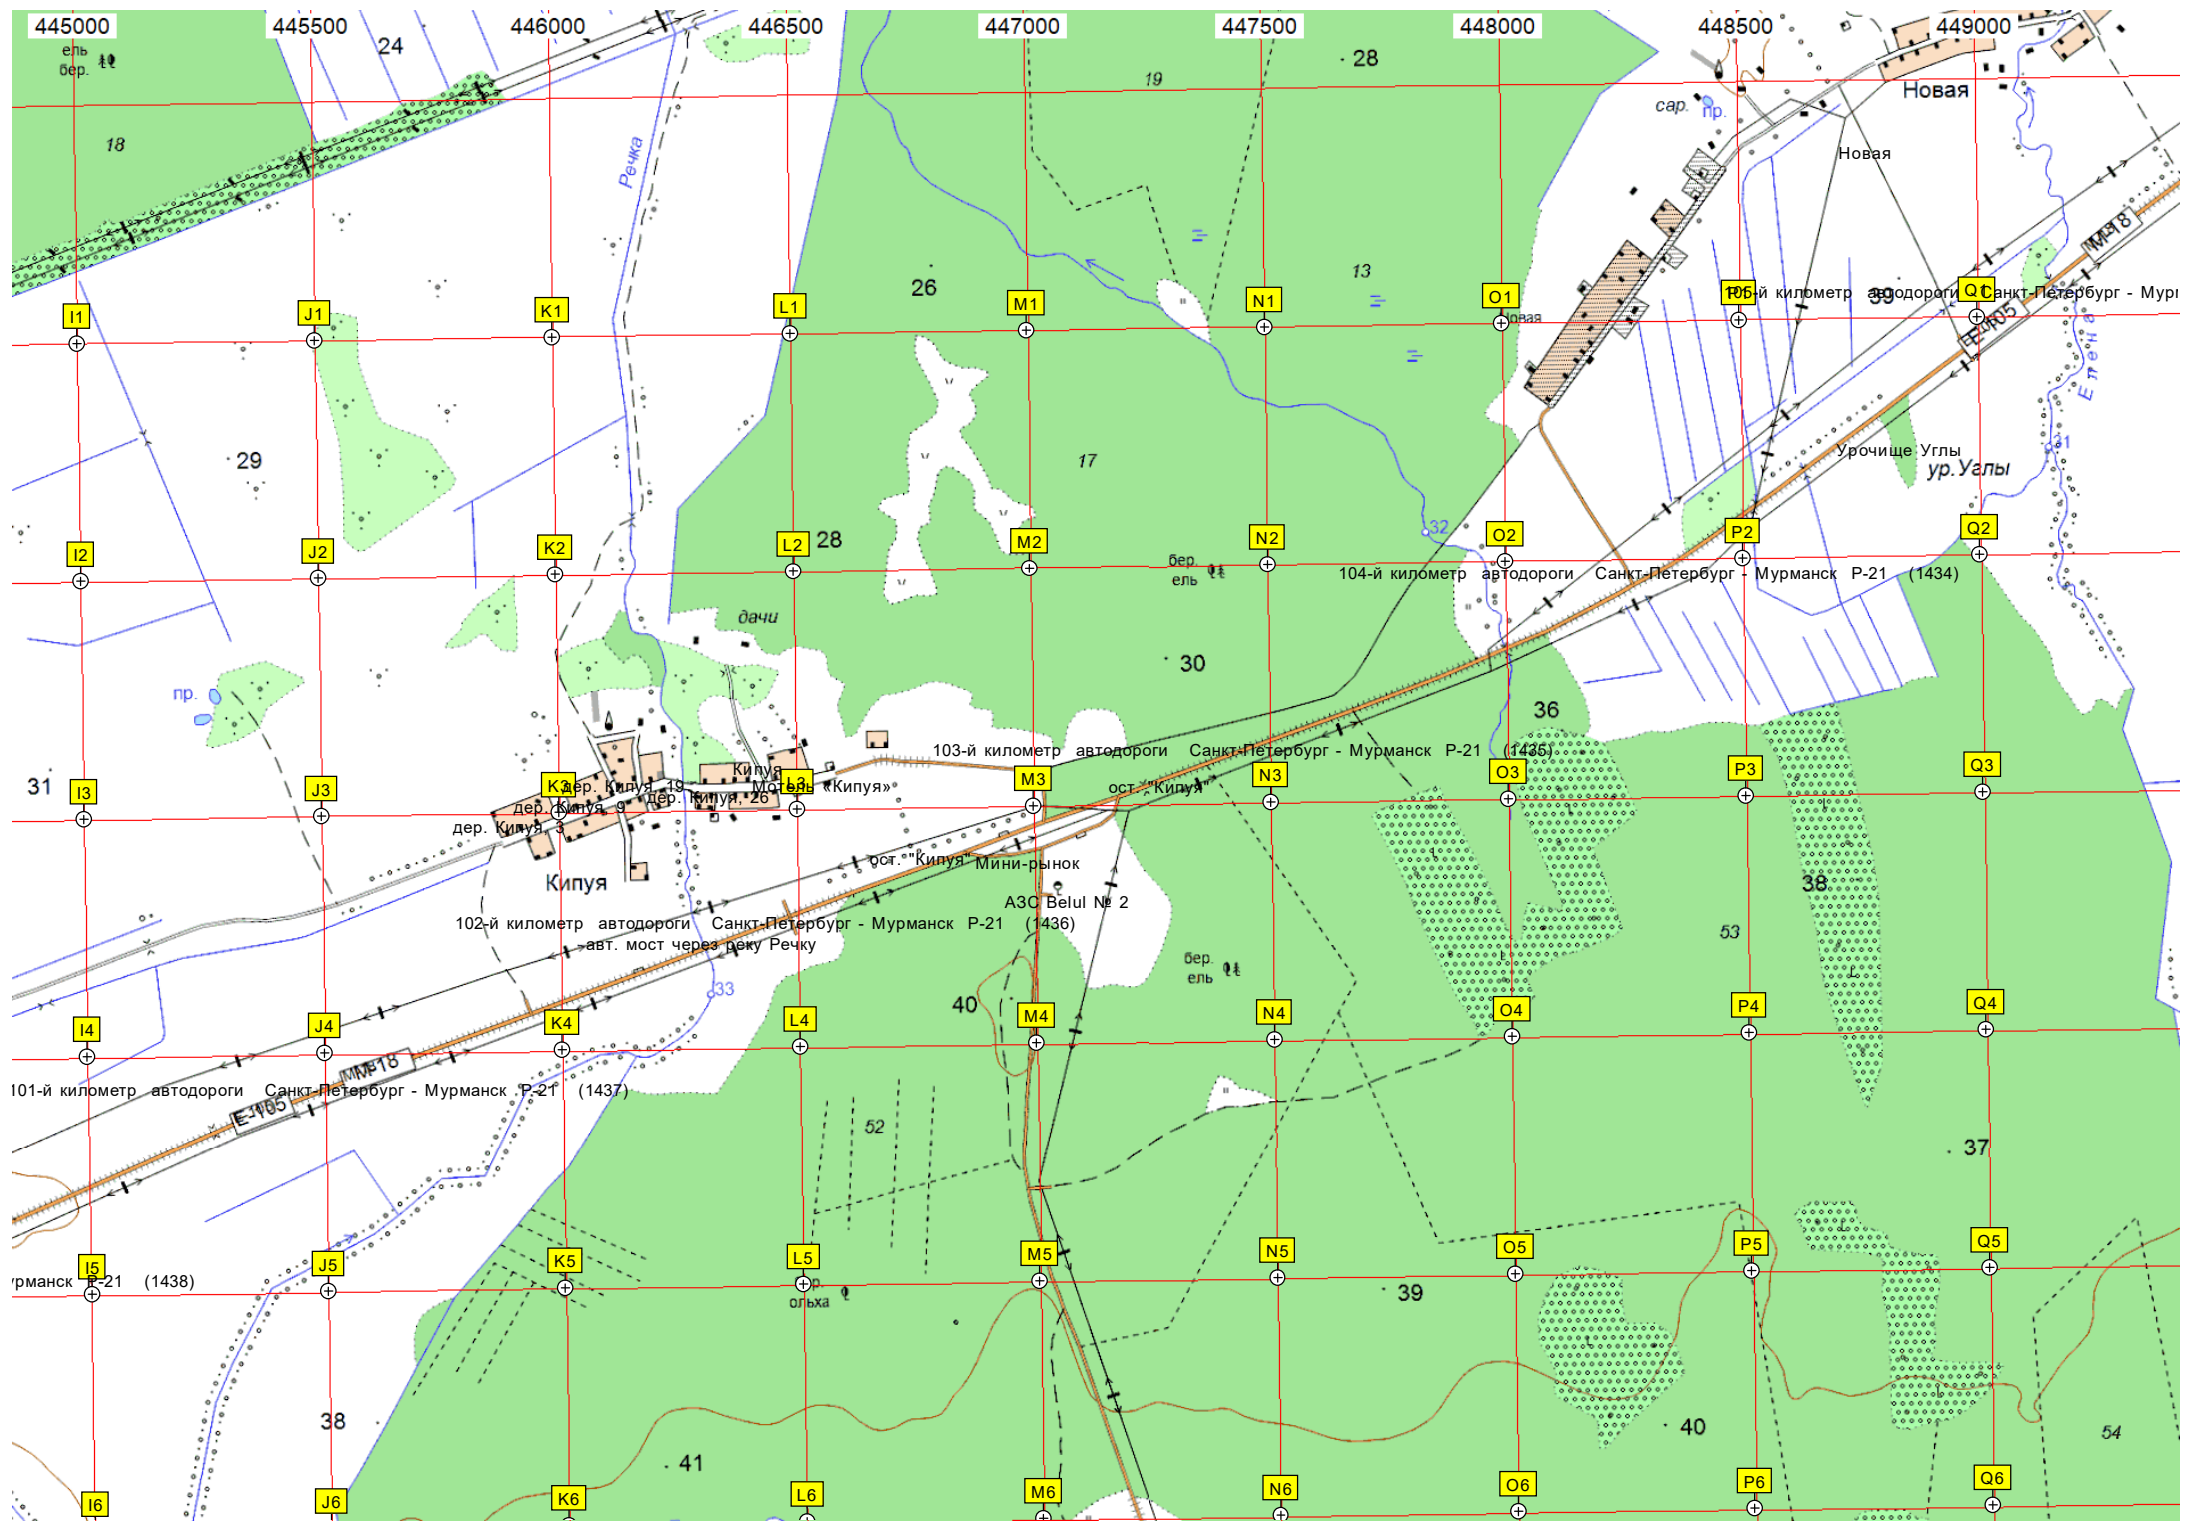 445000 445500 446000 446500 447000 447500 448000 448500 449000
ель
бер.
24
28
19
Новая
сар.
пр.
18
Речка
Новая
М-18
26
13
I1 J1 K1 L1 M1 N1 O1 Q1
39
105-й километр автодороги Санкт-Петербург - Мурм
овая
Е-105
Елена
29
17
31
Урочище Углы
ур.Углы
32
I2 J2 K2 L2 M2 N2 O2 P2 Q2
28
бер.
ель
104-й километр автодороги Санкт-Петербург - Мурманск Р-21 (1434)
дачи
30
пр.
36
103-й километр автодороги Санкт-Петербург - Мурманск Р-21 (1435)
Кипуя
31
I3 J3 K3 L3 M3 N3 O3 P3 Q3
дер. Кипуя, 19
Мотель «Кипуя»
ост. "Кипуя"
дер. Кипуя, 26
дер. Кипуя, 9
дер. Кипуя, 3
ост. "Кипуя"
Мини-рынок
Кипуя
38
АЗС Belul № 2
102-й километр автодороги Санкт-Петербург - Мурманск Р-21 (1436)
53
авт. мост через реку Речку
бер.
ель
33
40
I4 J4 K4 L4 M4 N4 O4 P4 Q4
М-18
101-й километр автодороги Санкт-Петербург - Мурманск Р-21 (1437)
Е-105
52
37
I5 J5 K5 L5 M5 N5 O5 P5 Q5
урманск Р-21 (1438)
ольха
39
38
40
54
41
I6 J6 K6 L6 M6 N6 O6 P6 Q6